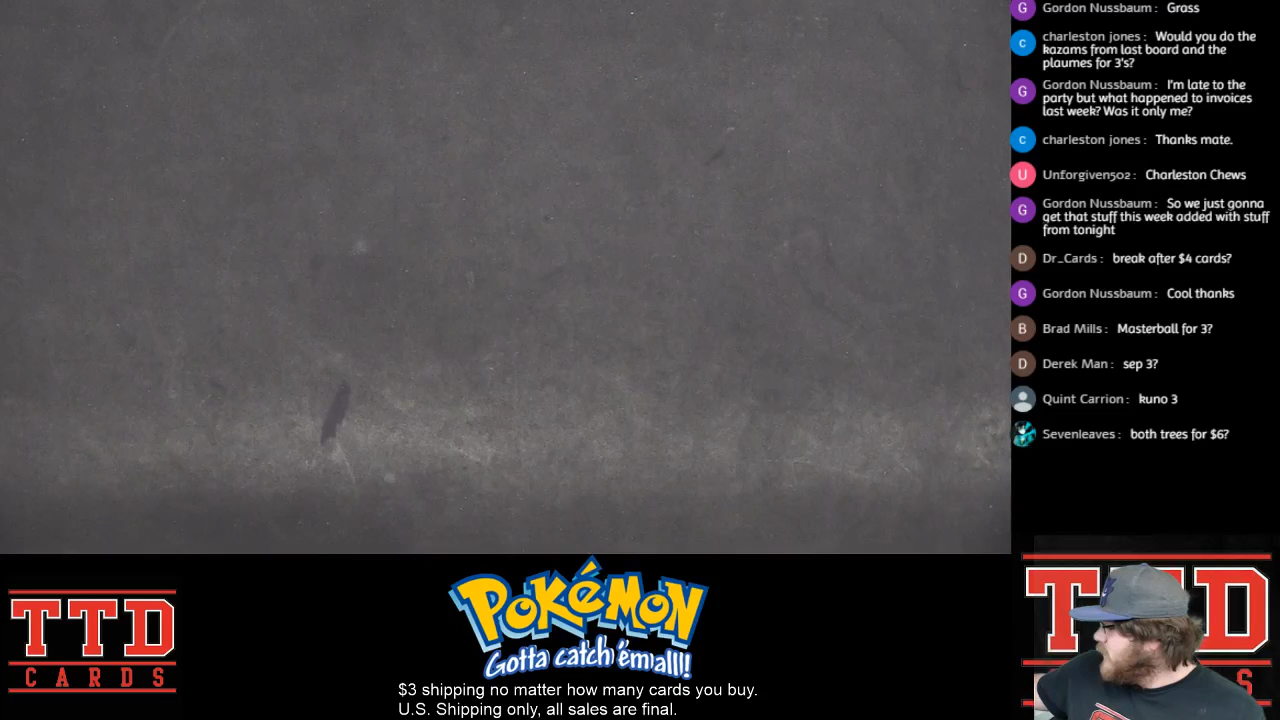 Gordon Nussbaum : Grass
charleston jones : Would you do the
kazams from last board and the
plaumes for 3's?
Gordon Nussbaum : I'm late to the
party but what happened to invoices
last week? Was it only me?
charleston jones : Thanks mate.
Unforgiven502 : Charleston Chews
Gordon Nussbaum : So we just gonna
get that stuff this week added with stuff
from tonight
Dr_Cards : break after $4 cards?
Gordon Nussbaum : Cool thanks
Brad Mills : Masterball for 3?
Derek Man : sep 3?
Quint Carrion : kuno 3
Sevenleaves : both trees for $6?
TTD
CARDS
POKéMON
Gotta catch 'em all!
$3 shipping no matter how many cards you buy.
U.S. Shipping only, all sales are final.
TTD
S